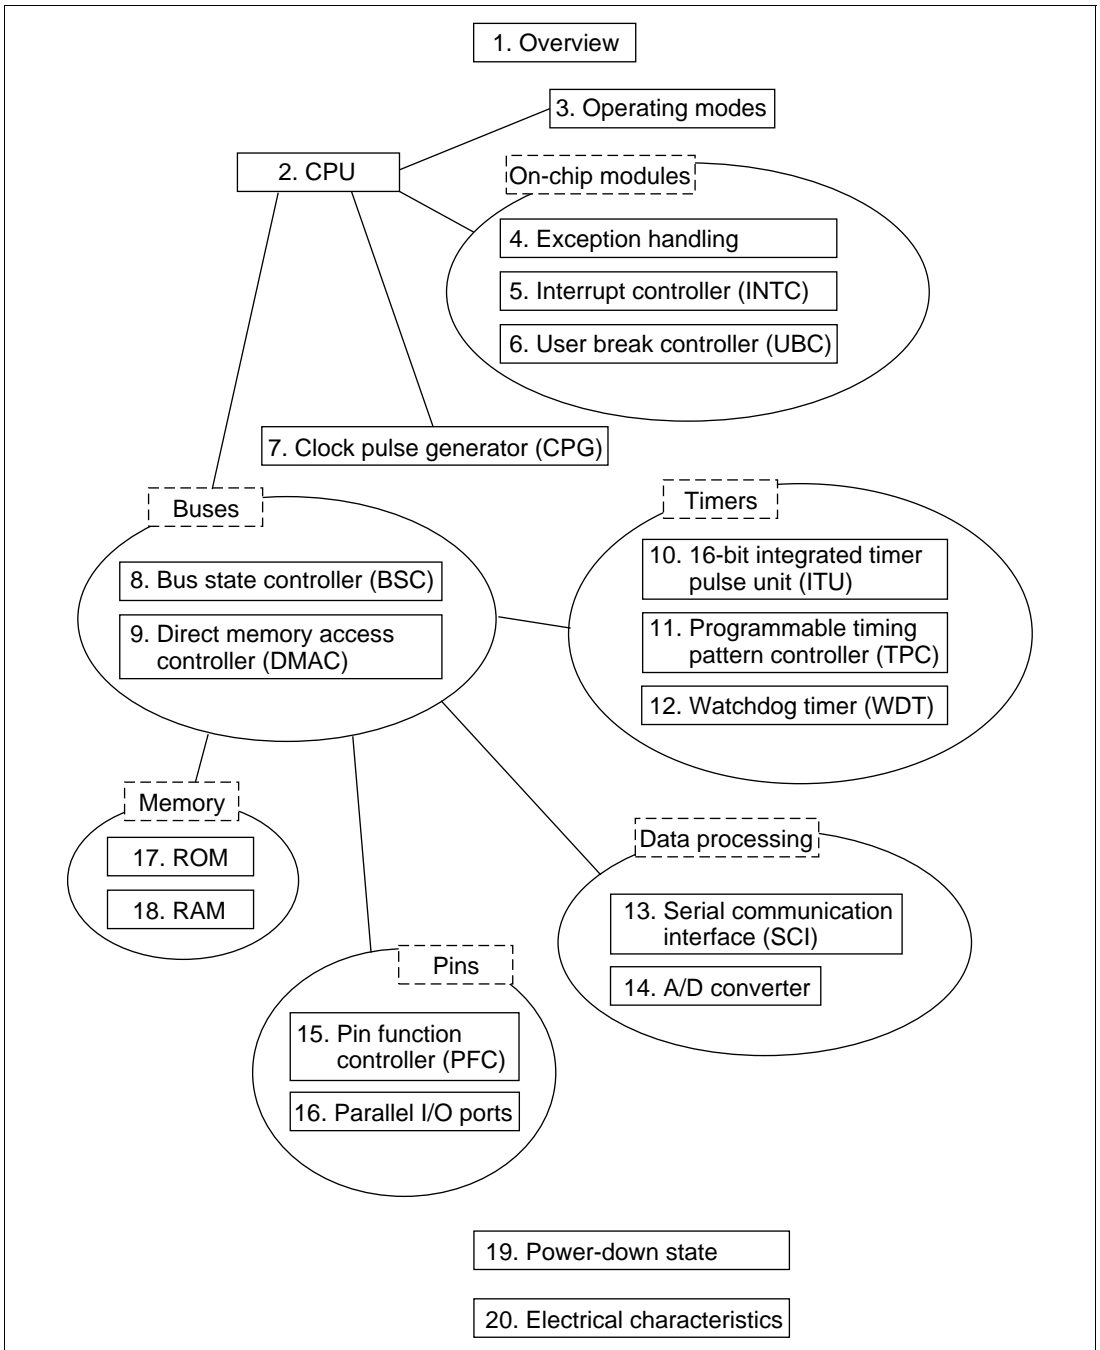 1. Overview
3. Operating modes
2. CPU
On-chip modules
4. Exception handling
5. Interrupt controller (INTC)
6. User break controller (UBC)
7. Clock pulse generator (CPG)
Buses
8. Bus state controller (BSC)
9. Direct memory access
controller (DMAC)
Timers
10. 16-bit integrated timer
pulse unit (ITU)
11. Programmable timing
pattern controller (TPC)
12. Watchdog timer (WDT)
Memory
17. ROM
18. RAM
Data processing
13. Serial communication
interface (SCI)
14. A/D converter
Pins
15. Pin function
controller (PFC)
16. Parallel I/O ports
19. Power-down state
20. Electrical characteristics